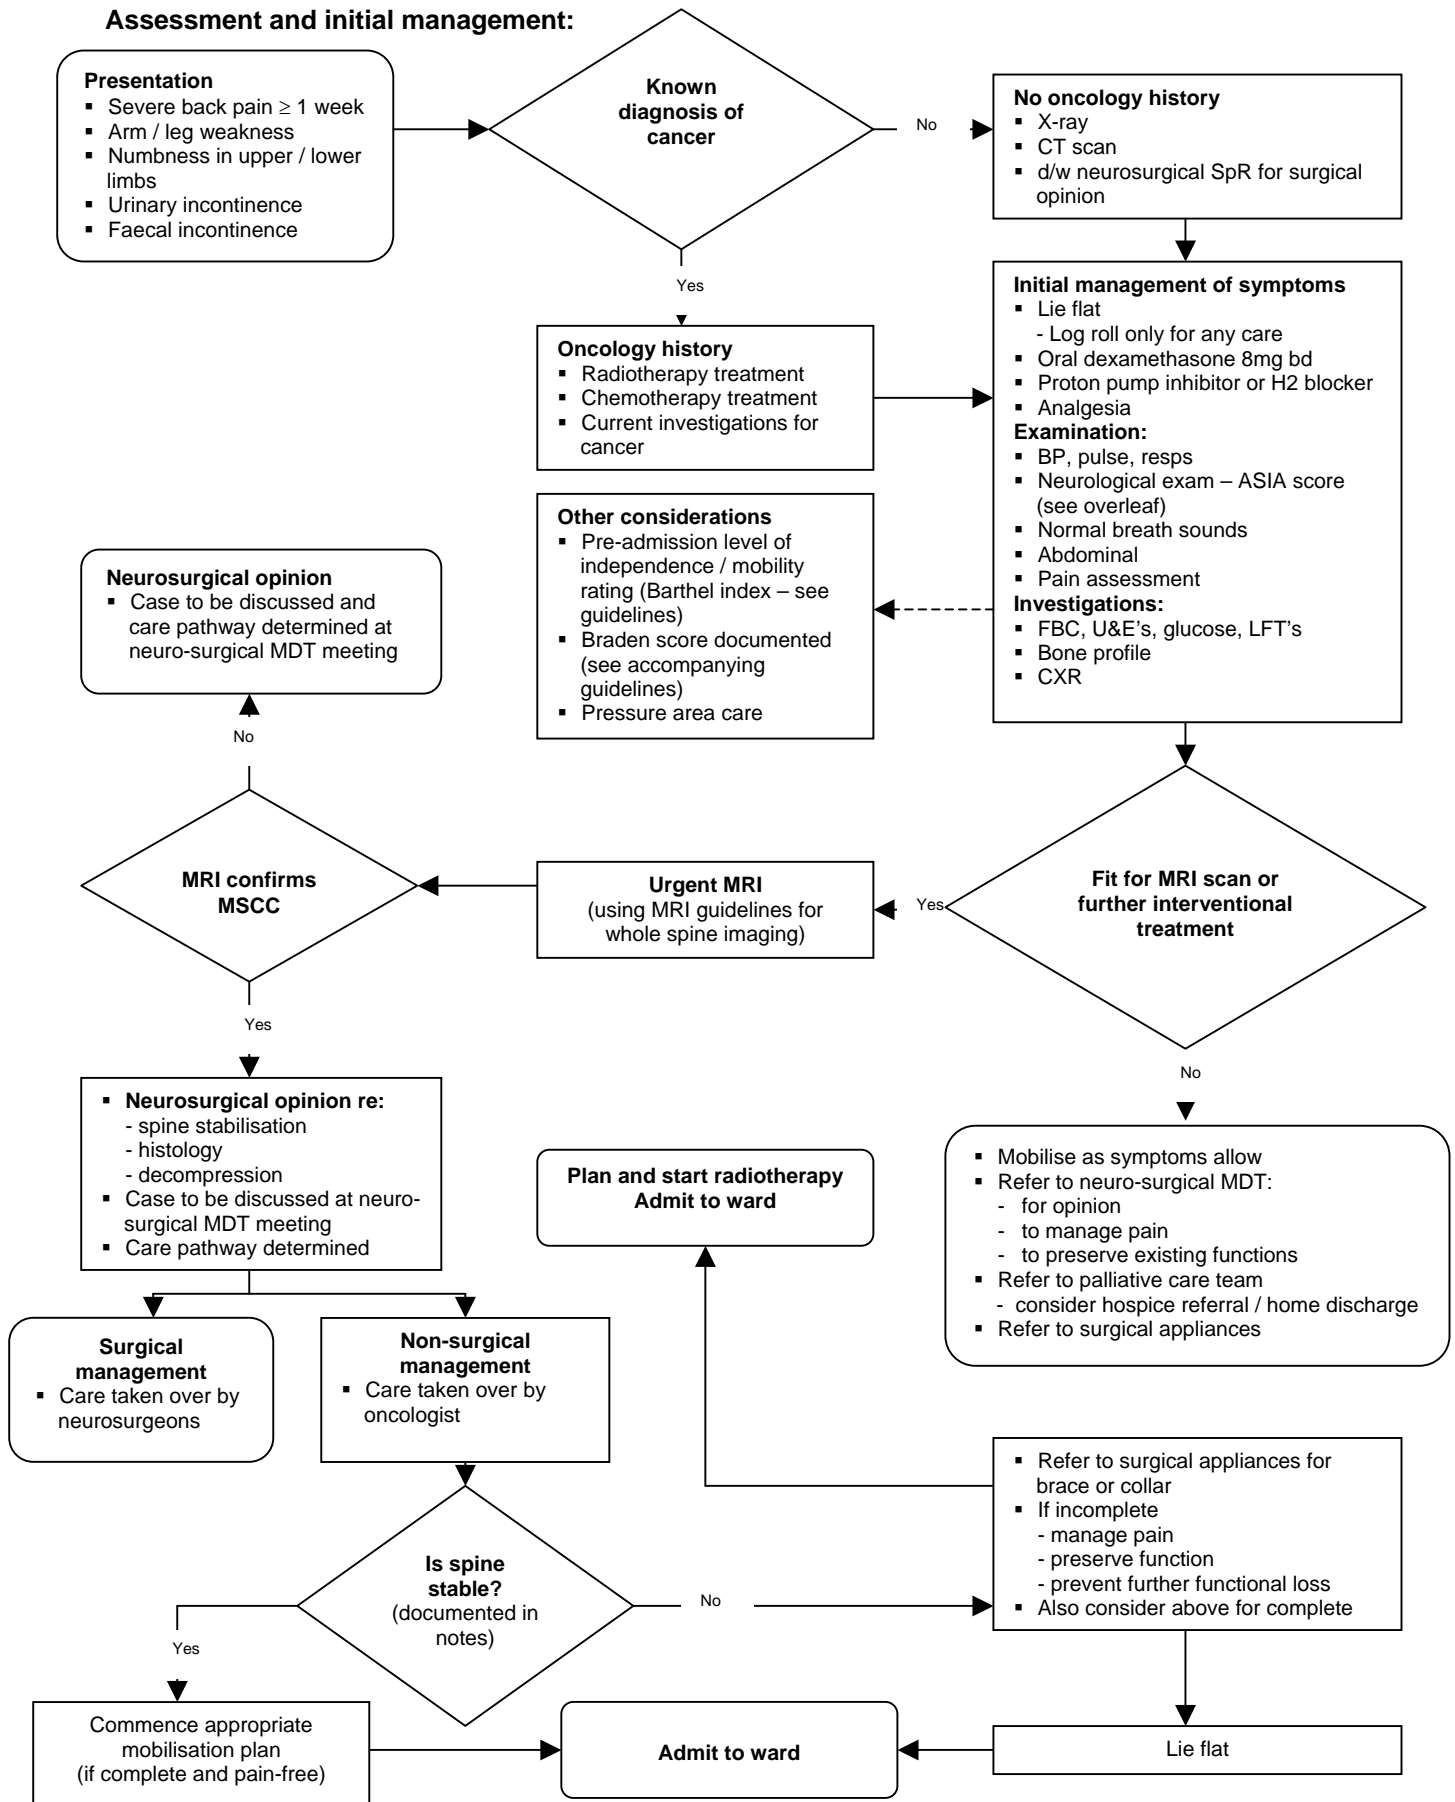 Assessment and initial management:
Presentation
▪ Severe back pain ≥ 1 week
▪ Arm / leg weakness
▪ Numbness in upper / lower
limbs
▪ Urinary incontinence
▪ Faecal incontinence
Known
diagnosis of
cancer
No
No oncology history
▪ X-ray
▪ CT scan
▪ d/w neurosurgical SpR for surgical
opinion
Yes
Oncology history
▪ Radiotherapy treatment
▪ Chemotherapy treatment
▪ Current investigations for
cancer
Initial management of symptoms
▪ Lie flat
- Log roll only for any care
▪ Oral dexamethasone 8mg bd
▪ Proton pump inhibitor or H2 blocker
▪ Analgesia
Examination:
▪ BP, pulse, resps
▪ Neurological exam – ASIA score
(see overleaf)
▪ Normal breath sounds
▪ Abdominal
▪ Pain assessment
Investigations:
▪ FBC, U&E's, glucose, LFT's
▪ Bone profile
▪ CXR
Other considerations
▪ Pre-admission level of
independence / mobility
rating (Barthel index – see
guidelines)
▪ Braden score documented
(see accompanying
guidelines)
▪ Pressure area care
Neurosurgical opinion
▪ Case to be discussed and
care pathway determined at
neuro-surgical MDT meeting
No
MRI confirms
MSCC
Urgent MRI
(using MRI guidelines for
whole spine imaging)
Yes
Fit for MRI scan or
further interventional
treatment
Yes
No
▪ Neurosurgical opinion re:
- spine stabilisation
- histology
- decompression
▪ Case to be discussed at neuro-
surgical MDT meeting
▪ Care pathway determined
Plan and start radiotherapy
Admit to ward
▪ Mobilise as symptoms allow
▪ Refer to neuro-surgical MDT:
- for opinion
- to manage pain
- to preserve existing functions
▪ Refer to palliative care team
- consider hospice referral / home discharge
▪ Refer to surgical appliances
Surgical
management
▪ Care taken over by
neurosurgeons
Non-surgical
management
▪ Care taken over by
oncologist
▪ Refer to surgical appliances for
brace or collar
▪ If incomplete
- manage pain
- preserve function
- prevent further functional loss
▪ Also consider above for complete
Is spine
stable?
(documented in
notes)
No
Yes
Commence appropriate
mobilisation plan
(if complete and pain-free)
Admit to ward
Lie flat